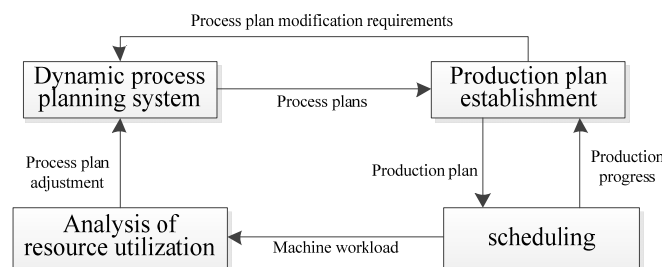 Process plan modification requirements
Dynamic process
planning system
Production plan
establishment
Process plans
Process plan
adjustment
Production plan
Production
progress
Analysis of
resource utilization
Machine workload
scheduling